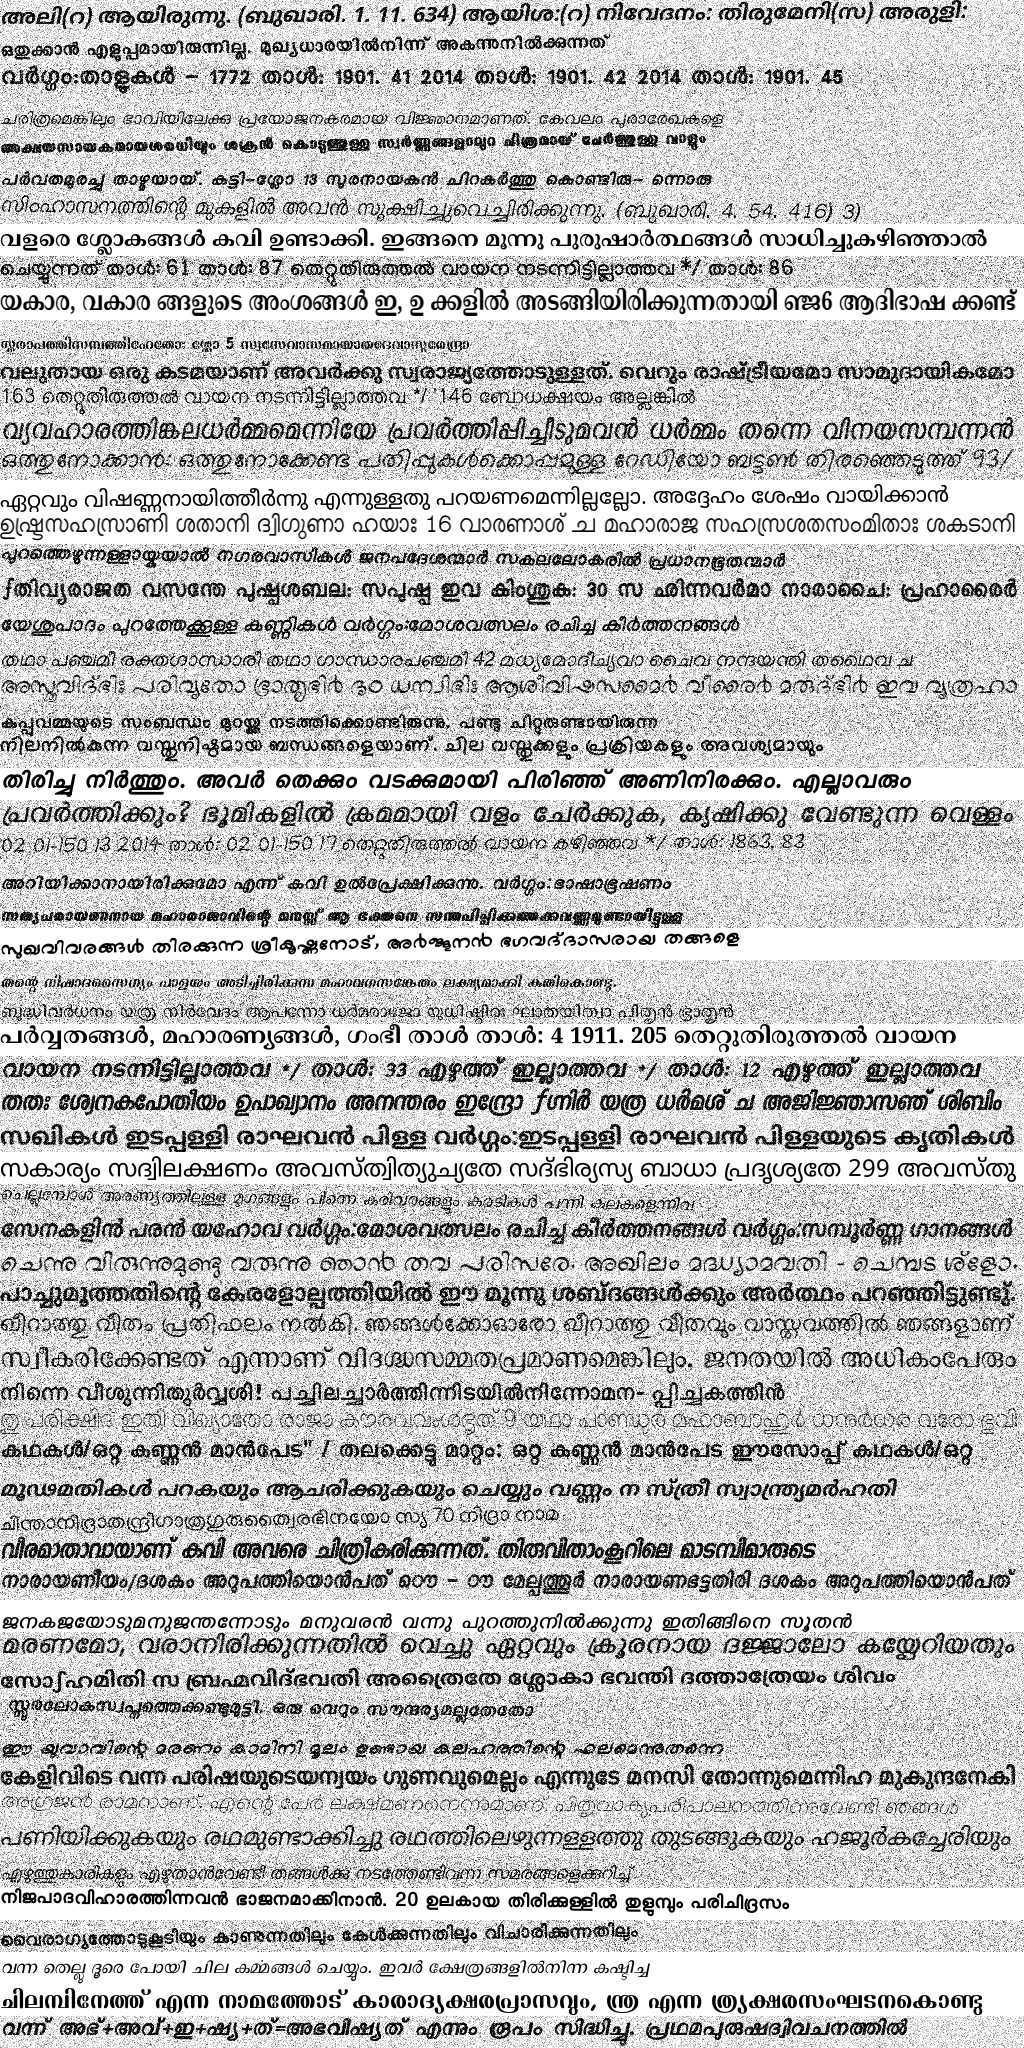 അലി(റ) ആയിരുന്നു. (ബുഖാരി. 1. 11. 634) ആയിശ:(റ) നിവേദനം: തിരുമേനി(സ) അരുളി:
ഒതുക്കാൻ എളുപ്പമായിരുന്നില്ല. മുഖ്യധാരയിൽനിന്ന് അകന്നുനിൽക്കുന്നത്
വർഗ്ഗം:താളുകൾ – 1772 താൾ: 1901. 41 2014 താൾ: 1901. 42 2014 താൾ: 1901. 45
ചരിത്രമെങ്കിലും ഭാവിയിലേക്കു പ്രയോജനകരമായ വിജ്ഞാനമാണത്. കേവലം പുരാരേഖകളെ
അക്ഷയസായകമായശരധിയും ശക്രൻ കൊടുത്തുള്ള സ്വർണ്ണങ്ങളാലുറ ചിത്രമായ് ചേർത്തുള്ള വാളും
പർവതമുരച്ചു താഴുയായ്. കുട്ടി-ശ്ലോ 13 സുരനായകൻ ചിറകർത്തു കൊണ്ടിരു- ന്നൊരു
സിംഹാസനത്തിന്റെ മുകളിൽ അവൻ സൂക്ഷിച്ചുവെച്ചിരിക്കുന്നു. (ബുഖാരി. 4. 54. 416) 3)
വളരെ ശ്ലോകങ്ങൾ കവി ഉണ്ടാക്കി. ഇങ്ങനെ മൂന്നു പുരുഷാർത്ഥങ്ങൾ സാധിച്ചുകഴിഞ്ഞാൽ
ചെയ്യുന്നത് താൾ: 61 താൾ: 87 തെറ്റുതിരുത്തൽ വായന നടന്നിട്ടില്ലാത്തവ */ താൾ: 86
യകാര, വകാര ങ്ങളുടെ അംശങ്ങൾ ഇ, ഉ ക്കളിൽ അടങ്ങിയിരിക്കുന്നതായി ഞ്ജ6 ആദിഭാഷ ക്കണ്ട്
ശ്ലോ 5 സ്വസേവാസമായാതദേവാസുരേന്ദ്രാ
വലുതായ ഒരു കടമയാണ് അവർക്കു സ്വരാജ്യത്തോടുള്ളത്. വെറും രാഷ്ട്രീയമോ സാമുദായികമോ
163 തെറ്റുതിരുത്തൽ വായന നടന്നിട്ടില്ലാത്തവ */ '146 ബോധക്ഷയം അല്ലങ്കിൽ
വ്യവഹാരത്തിങ്കലധർമ്മമെന്നിയേ പ്രവർത്തിപ്പിച്ചീടുമവൻ ധർമ്മം തന്നെ വിനയസമ്പന്നൻ
ഒത്തുനോക്കാൻ: ഒത്തുനോക്കേണ്ട പതിപ്പുകൾക്കൊപ്പമുള്ള റേഡിയോ ബട്ടൺ തിരഞ്ഞെടുത്ത് 93/
ഏറ്റവും വിഷണ്ണനായിത്തീർന്നു എന്നുള്ളതു പറയണമെന്നില്ലല്ലോ. അദ്ദേഹം ശേഷം വായിക്കാൻ
ഉഷ്ട്രസഹസ്രാണി ശതാനി ദ്വിഗുണാ ഹയാഃ 16 വാരണാശ് ച മഹാരാജ സഹസ്രശതസംമിതാഃ ശകടാനി
പുറത്തെഴുന്നള്ളായ്കയാൽ നഗരവാസികൾ ജനപദേശന്മാർ സകലലോകരിൽ പ്രധാനഭൂതന്മാർ
ƒതിവ്യരാജത വസന്തേ പുഷ്പശബല: സപുഷ്പ ഇവ കിംശുക: 30 സ ഛിന്നവർമാ നാരാചൈ: പ്രഹാരൈർ
യേശുപാദം പുറത്തേക്കുള്ള കണ്ണികൾ വർഗ്ഗം:മോശവത്സലം രചിച്ച കീർത്തനങ്ങൾ
തഥാ പഞ്ചമീ രക്തഗാന്ധാരീ തഥാ ഗാന്ധാരപഞ്ചമീ 42 മധ്യമോദീച്യവാ ചൈവ നന്ദയന്തി തഥൈവ ച
അസൃഗ്വിദ്ഭിഃ പരിവൃതോ ഭ്രാതൃഭിർ ദൃഢ ധന്വിഭിഃ ആശീവിഷസമൈർ വീരൈർ മരുദ്ഭിർ ഇവ വൃത്രഹാ
കുപ്പവമ്മയുടെ സംബന്ധം മുറയ്ക്കു നടത്തിക്കൊണ്ടിരുന്നു. പണ്ടു ചിറ്റുരുണ്ടായിരുന്ന
നിലനിൽകുന്ന വസ്തുനിഷ്ഠമായ ബന്ധങ്ങളെയാണ്. ചില വസ്തുക്കളും പ്രക്രിയകളും അവശ്യമായും
തിരിച്ചു നിർത്തും. അവർ തെക്കും വടക്കുമായി പിരിഞ്ഞ് അണിനിരക്കും. എല്ലാവരും
പ്രവർത്തിക്കും? ഭൂമികളിൽ ക്രമമായി വളം ചേർക്കുക, കൃഷിക്കു വേണ്ടുന്ന വെള്ളം
02 01-150 13 2014 താൾ: 02 01-150 17 തെറ്റുതിരുത്തൽ വായന കഴിഞ്ഞവ */ താൾ: 1863. 83
അറിയിക്കാനായിരിക്കുമോ എന്ന് കവി ഉൽപ്രേക്ഷിക്കുന്നു. വർഗ്ഗം:ഭാഷാഭൂഷണം
സത്യപരായണനായ മഹാരാജാവിന്റെ മനസ്സ് ആ ഭക്തനെ സന്തപിപ്പിക്കത്തക്കവണ്ണമുണ്ടായിട്ടുള്ള
സുഖവിവരങ്ങൾ തിരക്കുന്ന ശ്രീകൃഷ്ണനോട്, അർജ്ജുനൻ ഭഗവദ്ദാസരായ തങ്ങളെ
തന്റെ നിഷാദസൈന്യം പാളയം അടിച്ചിരിക്കുന്ന മഹാവനസങ്കേതം ലക്ഷ്യമാക്കി കുതികൊണ്ടു.
ബുദ്ധിവർധനം യത്ര നിർവേദം ആപന്നോ ധർമരാജോ യുധിഷ്ഠിരഃ ഘാതയിത്വാ പിതൄൻ ഭ്രാതൄൻ
പർവ്വതങ്ങൾ, മഹാരണ്യങ്ങൾ, ഗംഭീ താൾ താൾ: 4 1911. 205 തെറ്റുതിരുത്തൽ വായന
വായന നടന്നിട്ടില്ലാത്തവ */ താൾ: 33 എഴുത്ത് ഇല്ലാത്തവ */ താൾ: 12 എഴുത്ത് ഇല്ലാത്തവ
തതഃ ശ്വേനകപോതീയം ഉപാഖ്യാനം അനന്തരം ഇന്ദ്രോ ƒഗ്നിർ യത്ര ധർമശ് ച അജിജ്ഞാസഞ് ശിബിം
സഖികൾ ഇടപ്പള്ളി രാഘവൻ പിള്ള വർഗ്ഗം:ഇടപ്പള്ളി രാഘവൻ പിള്ളയുടെ കൃതികൾ
സകാര്യം സദ്വിലക്ഷണം അവസ്ത്വിത്യുച്യതേ സദ്ഭിര്യസ്യ ബാധാ പ്രദൃശ്യതേ 299 അവസ്തു
ചെല്ലുമ്പോൾ അരണ്യത്തിലുള്ള മൃഗങ്ങളും പിന്നെ കരിവരങ്ങളും കരടികൾ പന്നി കുലകളെന്നിവ
സേനകളിൻ പരൻ യഹോവ വർഗ്ഗം:മോശവത്സലം രചിച്ച കീർത്തനങ്ങൾ വർഗ്ഗം:സമ്പൂർണ്ണ ഗാനങ്ങൾ
ചെന്നു വിരുന്നുമുണ്ടു വരുന്നു ഞാൻ തവ പരിസരേ. അഖിലം മദധ്യാമവതി – ചെമ്പട ശ്ളോ.
പാച്ചുമൂത്തതിന്റെ കേരളോല്പത്തിയിൽ ഈ മൂന്നു ശബ്ദങ്ങൾക്കും അർത്ഥം പറഞ്ഞിട്ടുണ്ടു്.
ഖീറാത്തു വീതം പ്രതിഫലം നൽകി. ഞങ്ങൾക്കോഓരോ ഖീറാത്തു വീതവും വാസ്തവത്തിൽ ഞങ്ങളാണ്
സ്വീകരിക്കേണ്ടത് എന്നാണ് വിദഗ്ദ്ധസമ്മതപ്രമാണമെങ്കിലും. ജനതയിൽ അധികംപേരും
നിന്നെ വീശുന്നിതുർവ്വശി! പച്ചിലച്ചാർത്തിന്നിടയിൽനിന്നോമന- പ്പിച്ചകത്തിൻ
തു പരിക്ഷിദ് ഇതി വിഖ്യാതോ രാജാ കൗരവവംശഭൃത് 9 യഥാ പാണ്ഡുർ മഹാബാഹുർ ധനുർധര വരോ ഭുവി
കഥകൾ/ഒറ്റ കണ്ണൻ മാൻപേട" / തലക്കെട്ടു മാറ്റം: ഒറ്റ കണ്ണൻ മാൻപേട ഈസോപ്പ് കഥകൾ/ഒറ്റ
മൂഢമതികൾ പറകയും ആചരിക്കുകയും ചെയ്യും വണ്ണം ന സ്ത്രീ സ്വാന്ത്ര്യമർഹതി
ചിന്താനിദ്രാതന്ദ്രിഗാത്രഗുരുത്വൈരഭിനയോ സ്യ 70 നിദ്രാ നാമ
വിരമാതാവായാണ് കവി അവരെ ചിത്രീകരിക്കുന്നത്. തിരുവിതാംകൂറിലെ മാടമ്പിമാരുടെ
നാരായണീയം/ദശകം അറുപത്തിയൊൻപത് ൌ – ൗ മേല്പത്തൂർ നാരായണഭട്ടതിരി ദശകം അറുപത്തിയൊൻപത്
ജനകജയോടുമനുജന്തന്നോടും മനുവരൻ വന്നു പുറത്തുനിൽക്കുന്നു ഇതിങ്ങിനെ സൂതൻ
മരണമോ, വരാനിരിക്കുന്നതിൽ വെച്ചു ഏറ്റവും ക്രൂരനായ ദജ്ജാലോ കയ്പേറിയതും
സോഽഹമിതി സ ബ്രഹ്മവിദ്ഭവതി അത്രൈതേ ശ്ലോകാ ഭവന്തി ദത്താത്രേയം ശിവം
സ്സുരലോകസ്വപ്നത്തെക്കണ്ടുമുട്ടി. ഒരു വെറും സൗന്ദര്യമല്ലതേതോ
ഈ യുവാവിന്റെ മരണം കാമിനി മൂലം ഉണ്ടായ കലഹത്തിന്റെ ഫലമെന്നുതന്നെ
കേളിവിടെ വന്ന പരിഷയുടെയന്വയം ഗുണവുമെല്ലം എന്നുടേ മനസി തോന്നുമെന്നിഹ മുകുന്ദനേകി
അഗ്രജൻ രാമനാണ്. എന്റെ പേർ ലക്ഷ്മണനെന്നുമാണ്. പിതൃവാക്യപരിപാലനയതിന്നുവേണ്ടി ഞങ്ങൾ
പണിയിക്കുകയും രഥമുണ്ടാക്കിച്ചു രഥത്തിലെഴുന്നള്ളത്തു തുടങ്ങുകയും ഹജൂർകച്ചേരിയും
എഴുത്തുകാരികളും എഴുതാൻവേണ്ടി തങ്ങൾക്കു നടത്തേണ്ടിവന്ന സമരങ്ങളെക്കുറിച്ച്
നിജപാദവിഹാരത്തിന്നവൻ ഭാജനമാക്കിനാൻ. 20 ഉലകായ തിരിക്കുള്ളിൽ തുളുമ്പും പരിചിദ്രസം
വൈരാഗ്യത്തോടുകൂടിയും കാണുന്നതിലും കേൾക്കുന്നതിലും വിചാരീക്കുന്നതിലും
വന്ന തെല്ലു ദൂരെ പോയി ചില കർമ്മങ്ങൾ ചെയ്യും. ഇവർ ക്ഷേത്രങ്ങളിൽനിന്ന കഷ്ടിച്ച
ചിലമ്പിനേത്ത് എന്ന നാമത്തോട് കാരാദ്യക്ഷരപ്രാസവും, ന്ത്ര എന്ന ത്ര്യക്ഷരസംഘടനകൊണ്ടു
വന്ന് അഭ്+അവ്+ഇ+ഷ്യ+ത്=അഭവിഷ്യത് എന്നും രൂപം സിദ്ധിച്ചു. പ്രഥമപുരുഷദ്വിവചനത്തിൽ